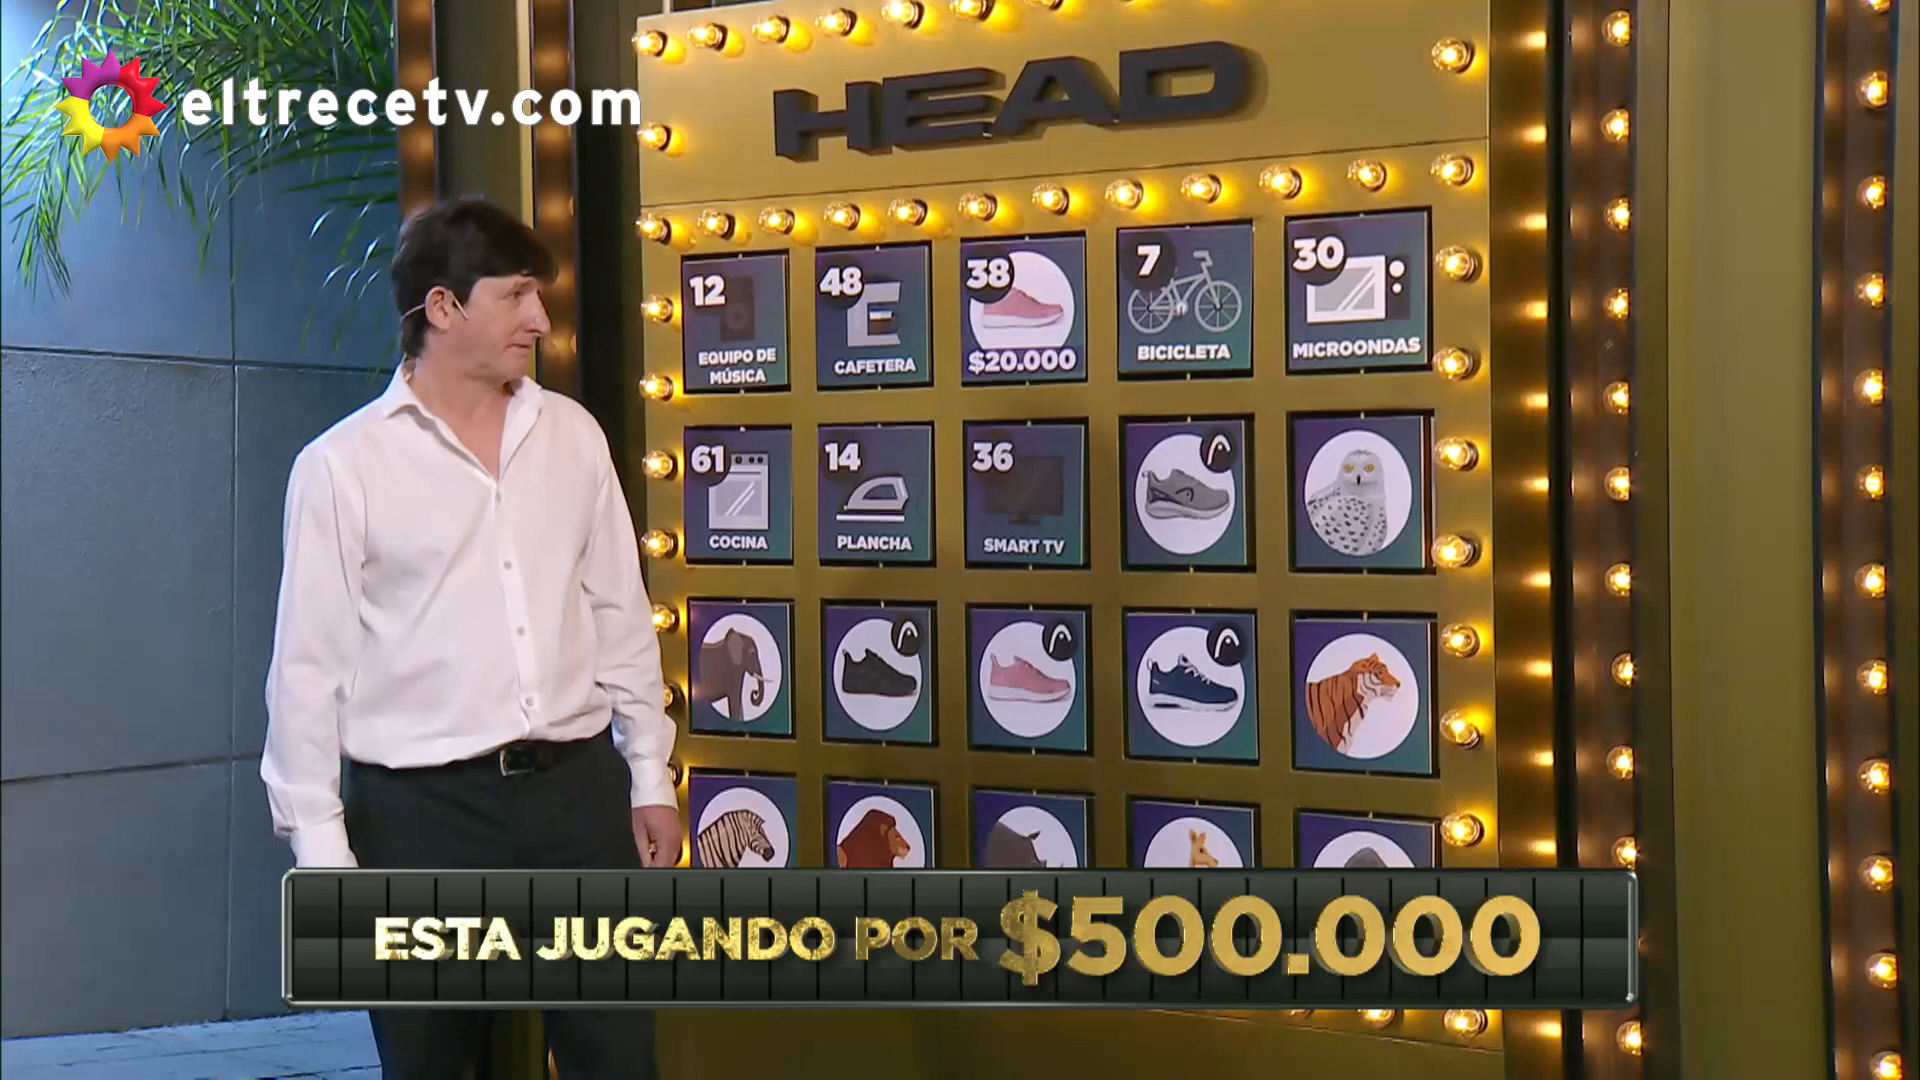 eltrecetv.com
HEAD
12
EQUIPO DE
MÚSICA
48
CAFETERA
38
$20.000
7
BICICLETA
30
MICROONDAS
61
COCINA
14
PLANCHA
36
SMART TV
ESTA JUGANDO POR $500.000